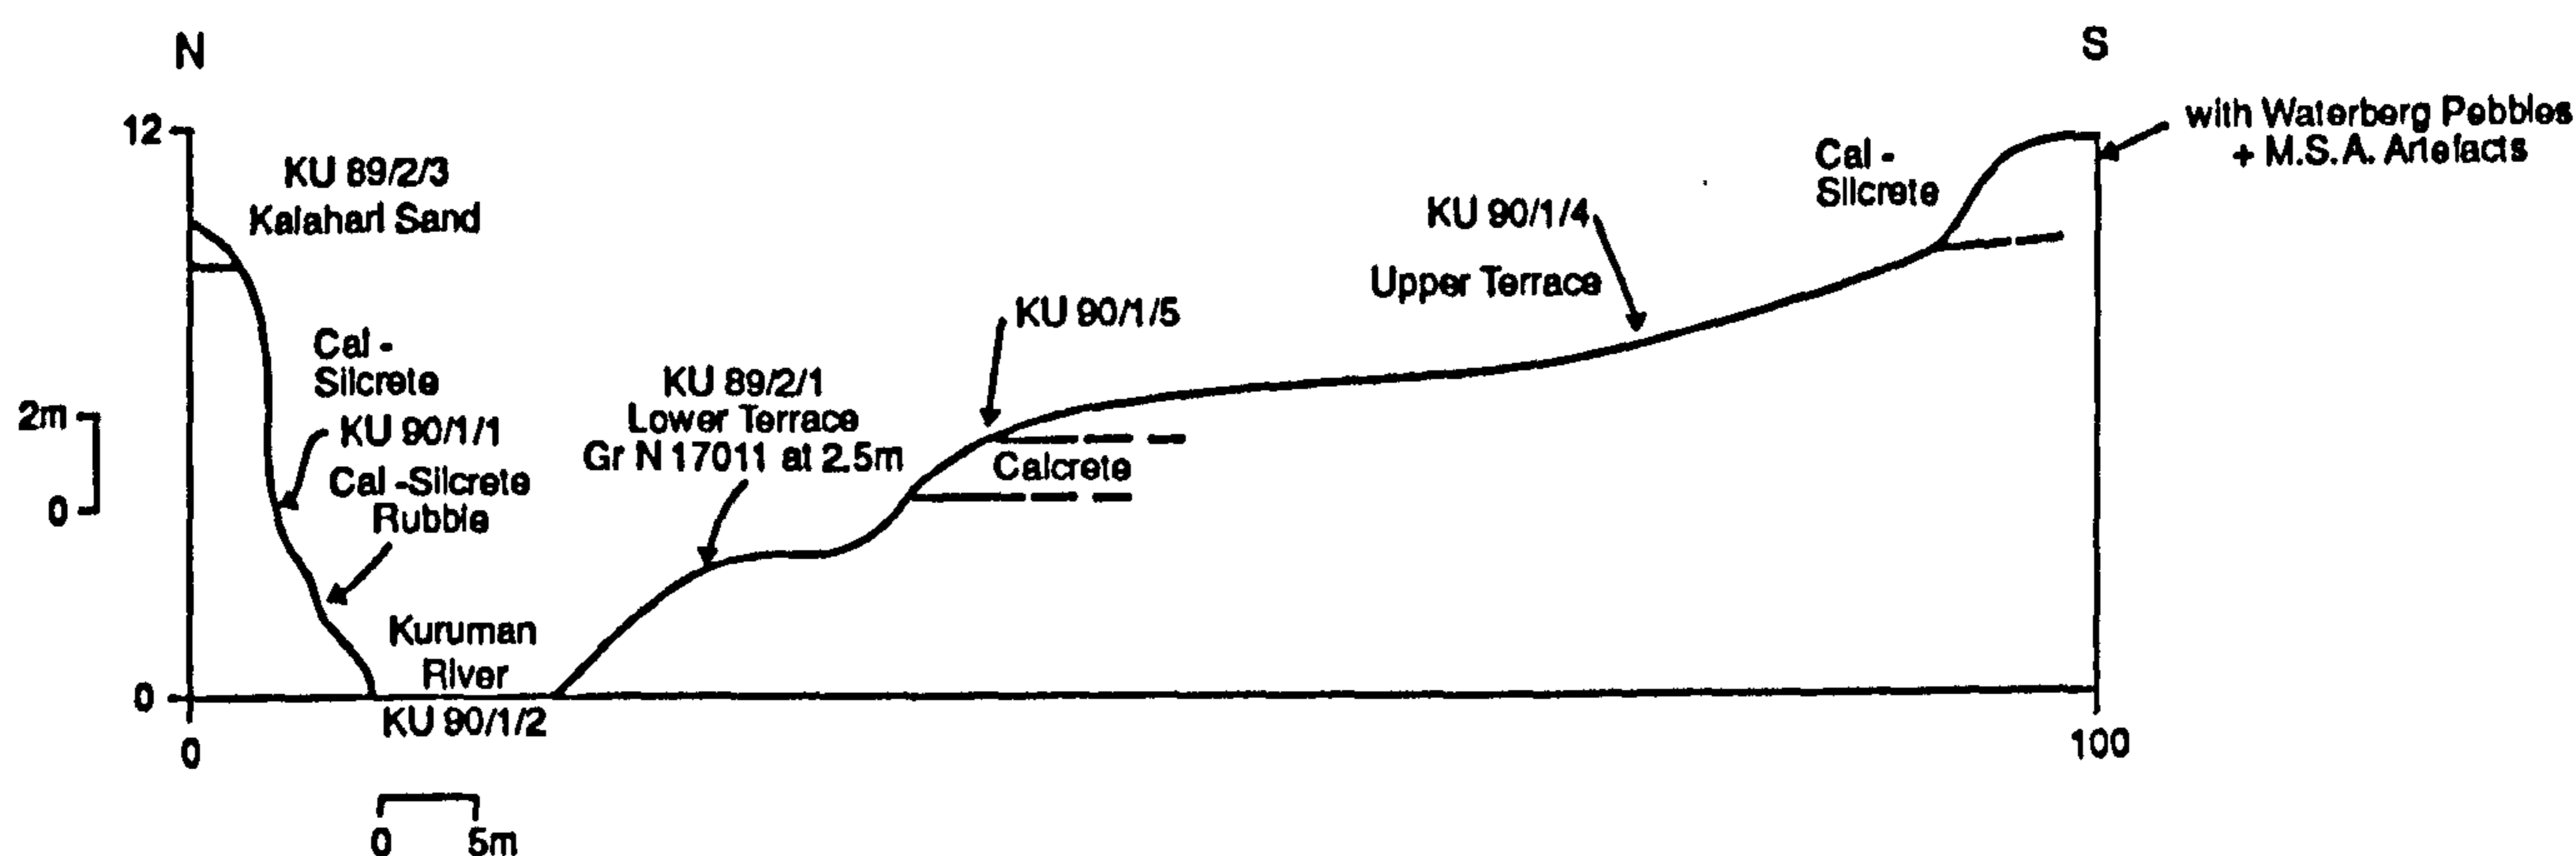 N
S
12
with Waterberg Pebbles
+ M.S.A. Artefacts
KU 89/2/3
Kalahari Sand
Cal -
Silcrete
KU 90/1/4
Upper Terrace
KU 90/1/5
Cal -
Silcrete
KU 89/2/1
Lower Terrace
Gr N 17011 at 2.5m
2m
0
KU 90/1/1
Cal -Silcrete
Rubble
Calcrete
Kuruman
River
0
KU 90/1/2
0
100
0 5m